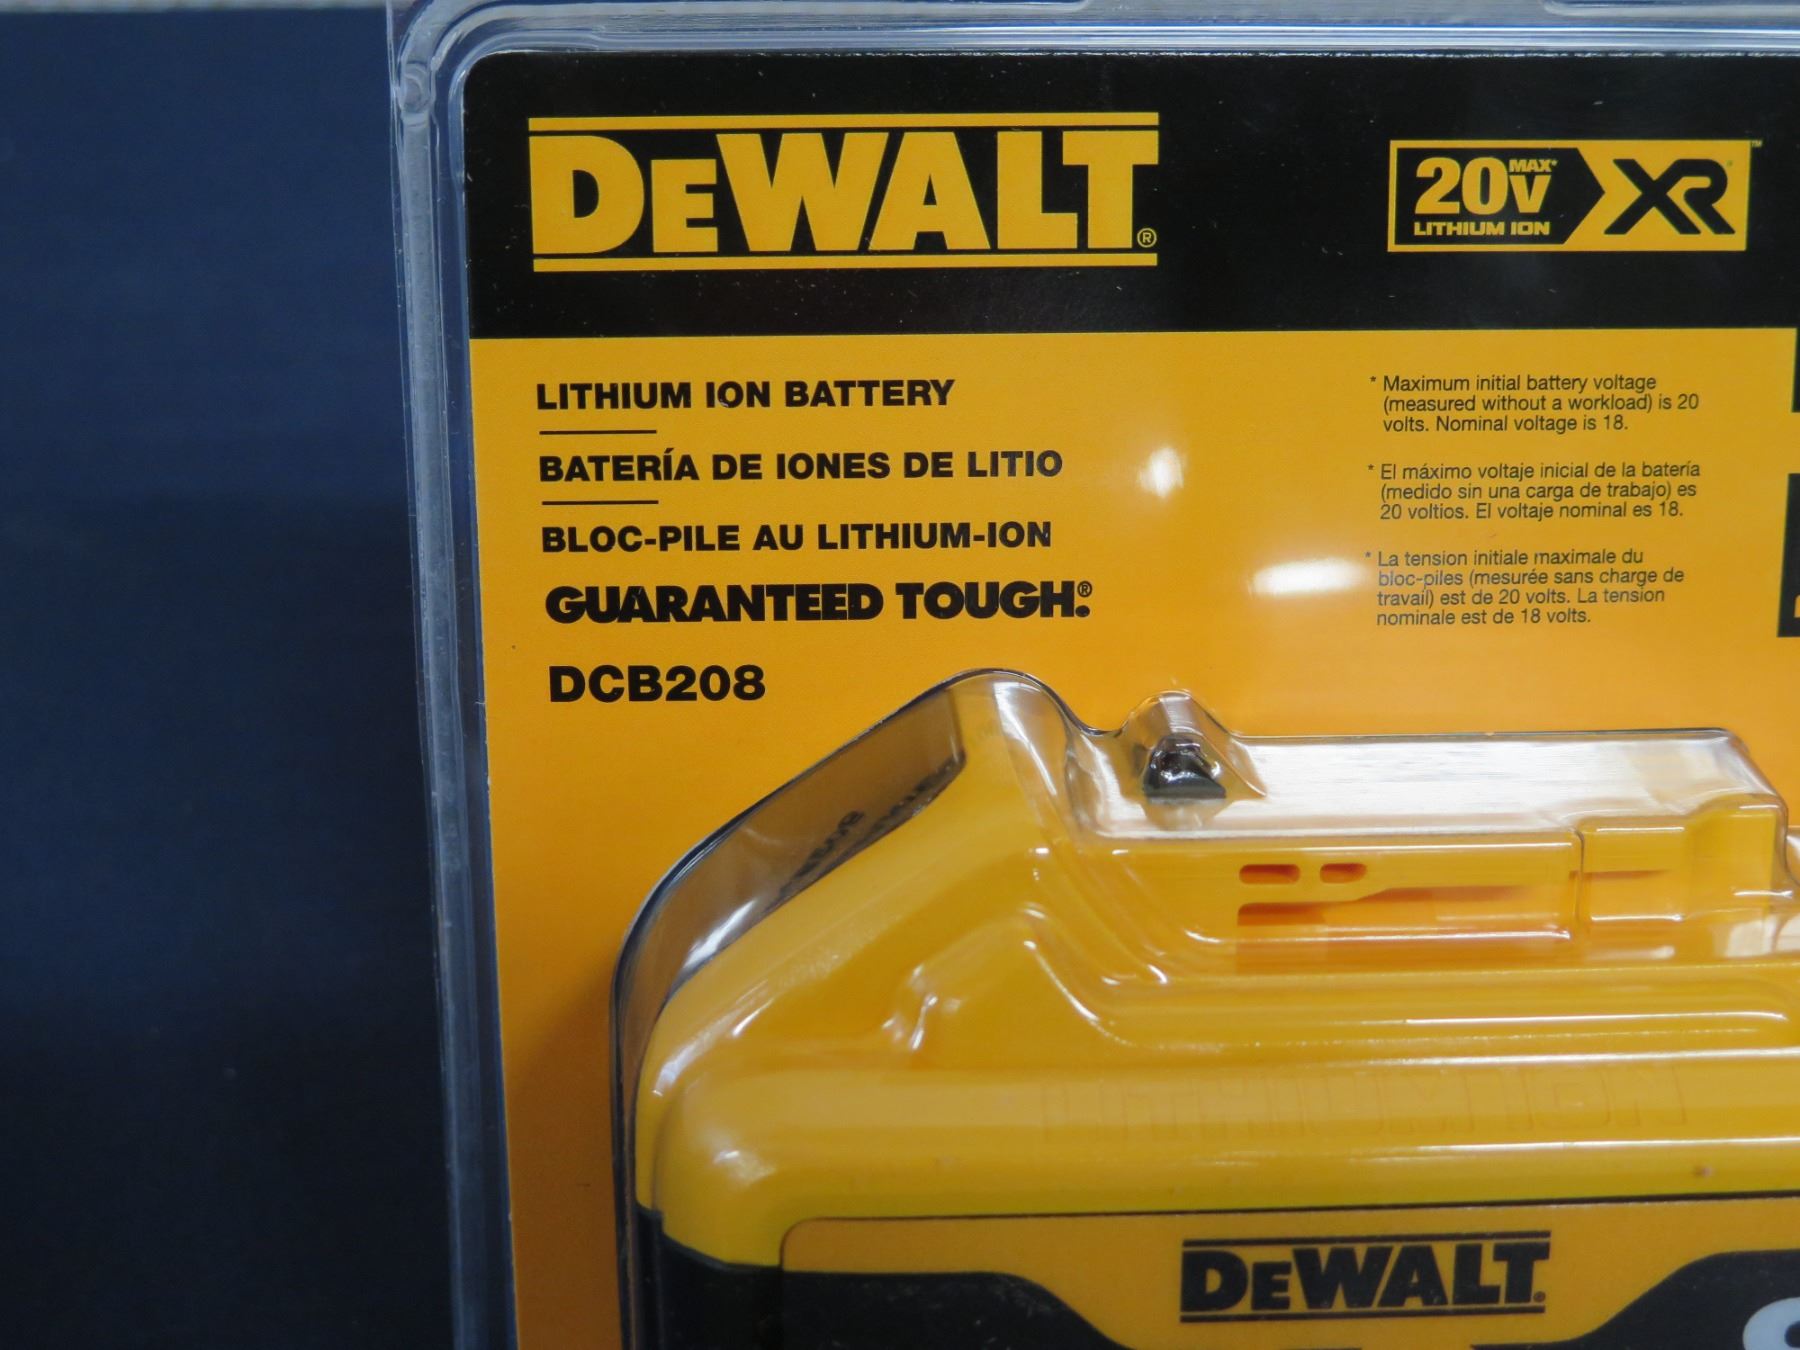 DEWALT®
20V MAX* XR™
LITHIUM ION
LITHIUM ION BATTERY
BATERÍA DE IONES DE LITIO
BLOC-PILE AU LITHIUM-ION
GUARANTEED TOUGH®.
DCB208
* Maximum initial battery voltage
(measured without a workload) is 20
volts. Nominal voltage is 18.
* El máximo voltaje inicial de la batería
(medido sin una carga de trabajo) es
20 voltios. El voltaje nominal es 18.
* La tension initiale maximale du
bloc-piles (mesurée sans charge de
travail) est de 20 volts. La tension
nominale est de 18 volts.
LITHIUM ION
DEWALT.